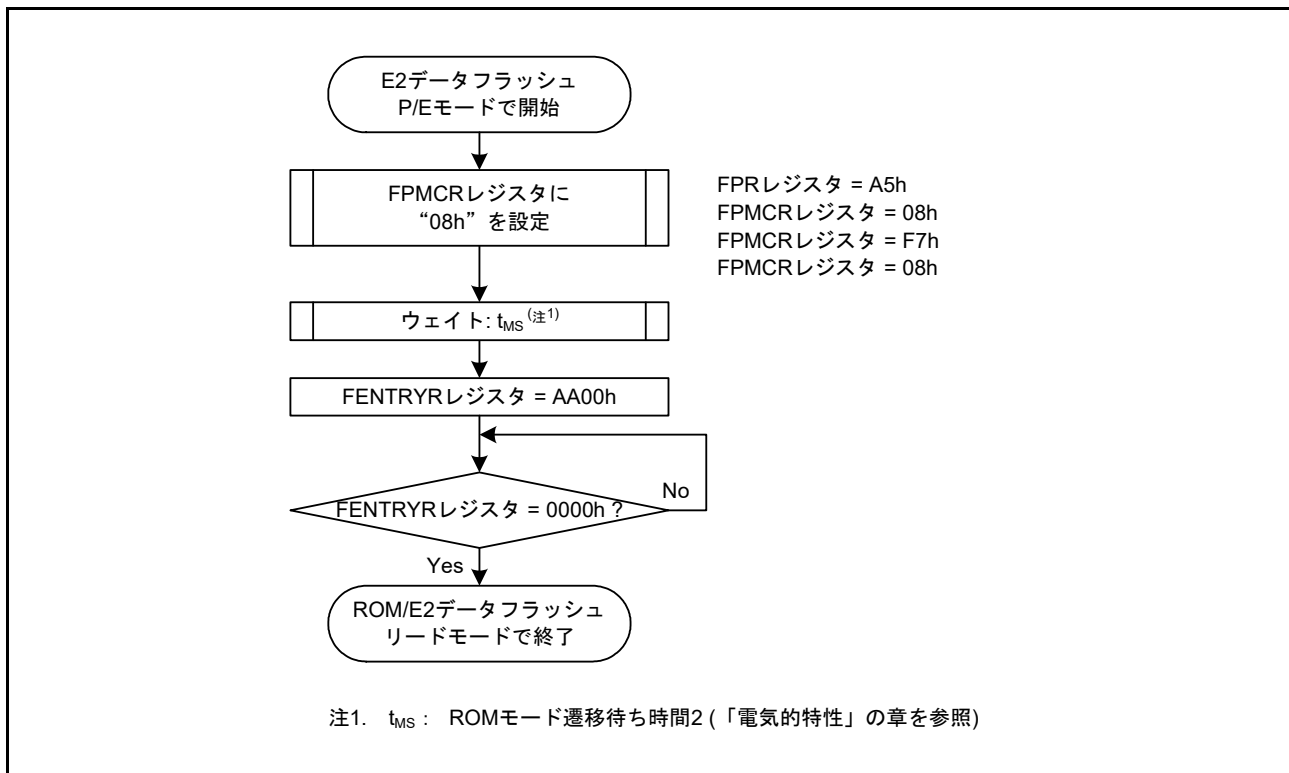 E2データフラッシュ
P/Eモードで開始
FPMCRレジスタに
“08h”を設定
FPRレジスタ = A5h
FPMCRレジスタ = 08h
FPMCRレジスタ = F7h
FPMCRレジスタ = 08h
ウェイト: tMS (注1)
FENTRYRレジスタ = AA00h
FENTRYRレジスタ = 0000h ?
No
Yes
ROM/E2データフラッシュ
リードモードで終了
注1. tMS : ROMモード遷移待ち時間2 (「電気的特性」の章を参照)